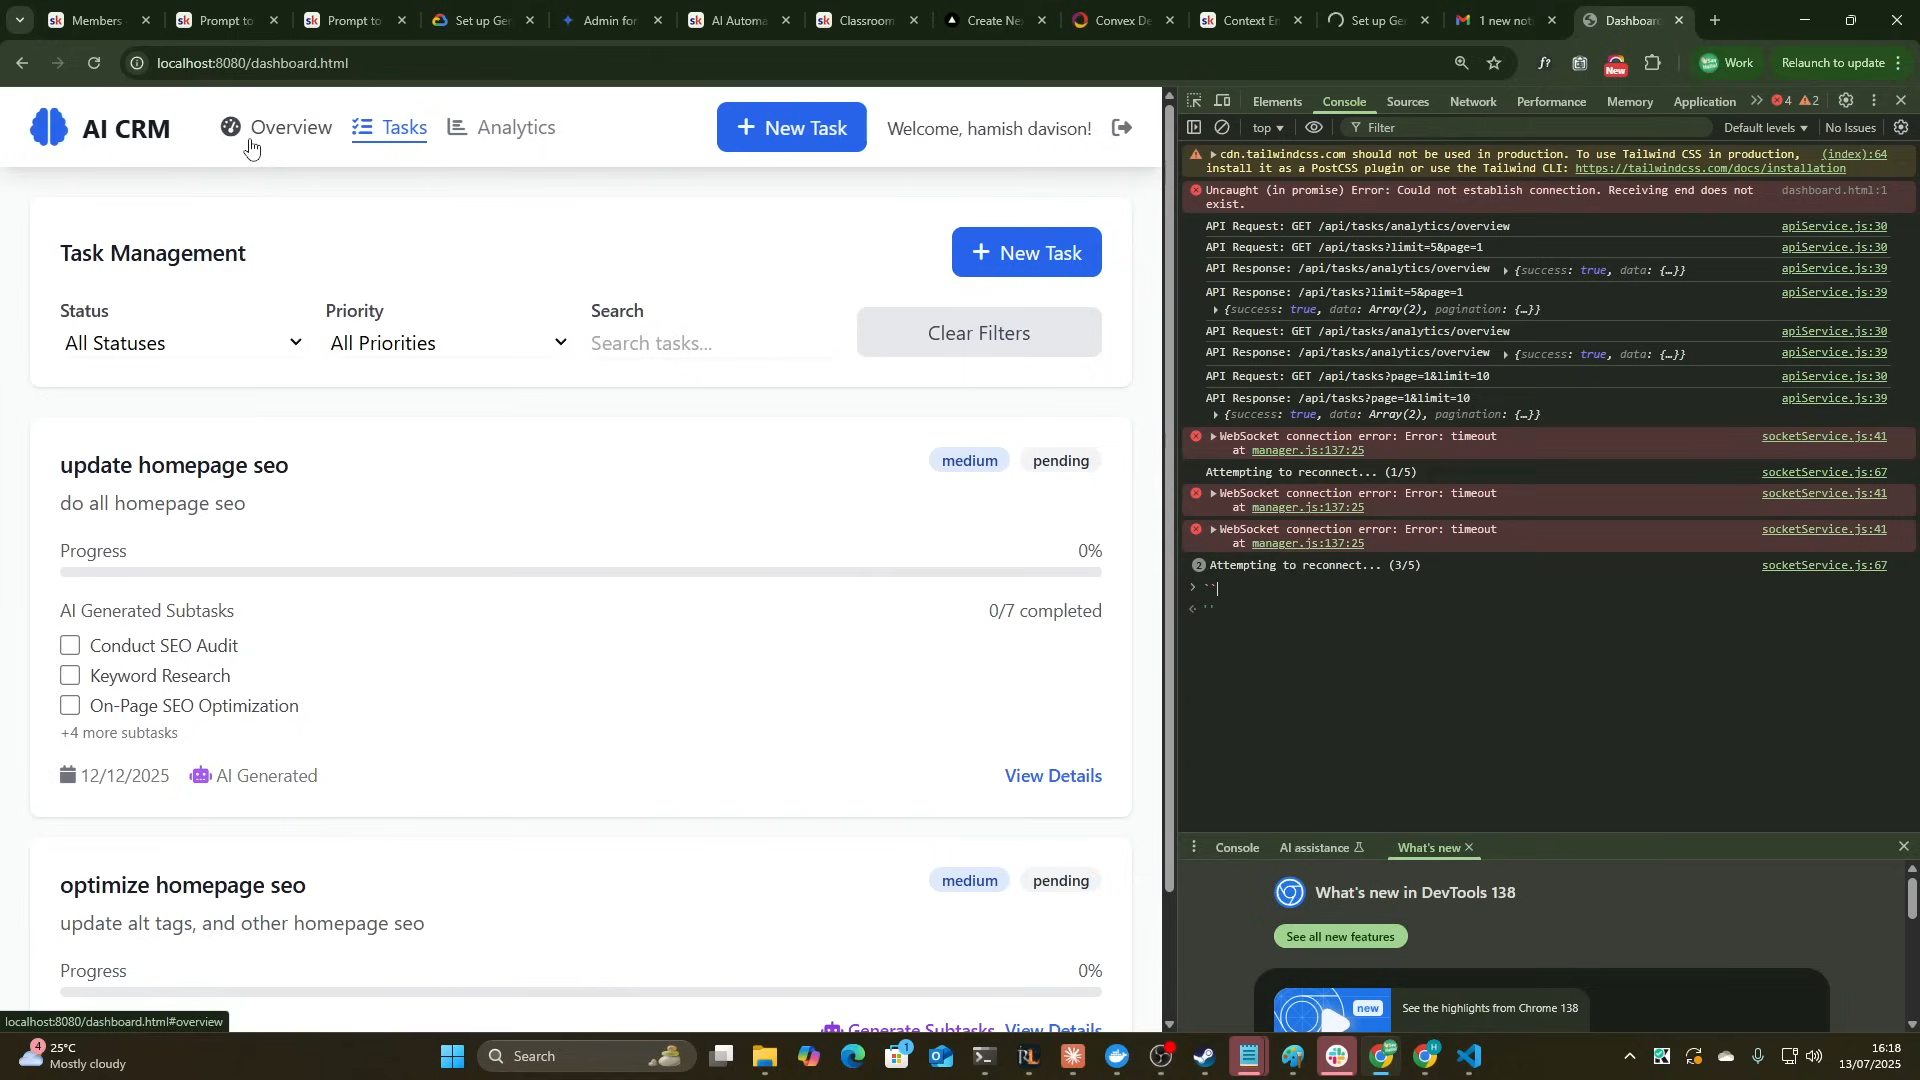 Members
Prompt to
Prompt to
Set up Ge
Admin for
AI Automa
Classroom
Create Ne
Convex De
Context En
Set up Ge
1 new not
Dashboard
localhost:8080/dashboard.html
New
Work
Relaunch to update
AI CRM
Overview
Tasks
Analytics
New Task
Welcome, hamish davison!
Task Management
New Task
Status
Priority
Search
All Statuses
All Priorities
Search tasks...
Clear Filters
update homepage seo
medium
pending
do all homepage seo
Progress
0%
AI Generated Subtasks
0/7 completed
Conduct SEO Audit
Keyword Research
On-Page SEO Optimization
+4 more subtasks
12/12/2025
AI Generated
View Details
optimize homepage seo
medium
pending
update alt tags, and other homepage seo
Progress
0%
Generate Subtasks
View Details
localhost:8080/dashboard.html#overview
Elements
Console
Sources
Network
Performance
Memory
Application
4
2
top
Filter
Default levels
No Issues
cdn.tailwindcss.com should not be used in production. To use Tailwind CSS in production, (index):64
install it as a PostCSS plugin or use the Tailwind CLI: https://tailwindcss.com/docs/installation
Uncaught (in promise) Error: Could not establish connection. Receiving end does not dashboard.html:1
exist.
API Request: GET /api/tasks/analytics/overview apiService.js:30
API Request: GET /api/tasks?limit=5&page=1 apiService.js:30
API Response: /api/tasks/analytics/overview {success: true, data: {…}} apiService.js:39
API Response: /api/tasks?limit=5&page=1 apiService.js:39
{success: true, data: Array(2), pagination: {…}}
API Request: GET /api/tasks/analytics/overview apiService.js:30
API Response: /api/tasks/analytics/overview {success: true, data: {…}} apiService.js:39
API Request: GET /api/tasks?page=1&limit=10 apiService.js:30
API Response: /api/tasks?page=1&limit=10 apiService.js:39
{success: true, data: Array(2), pagination: {…}}
WebSocket connection error: Error: timeout socketService.js:41
at manager.js:137:25
Attempting to reconnect... (1/5) socketService.js:67
WebSocket connection error: Error: timeout socketService.js:41
at manager.js:137:25
WebSocket connection error: Error: timeout socketService.js:41
at manager.js:137:25
2 Attempting to reconnect... (3/5) socketService.js:67
``
''
Console
AI assistance
What's new
What's new in DevTools 138
See all new features
new
See the highlights from Chrome 138
4
25°C
Mostly cloudy
Search
1
16:18
13/07/2025